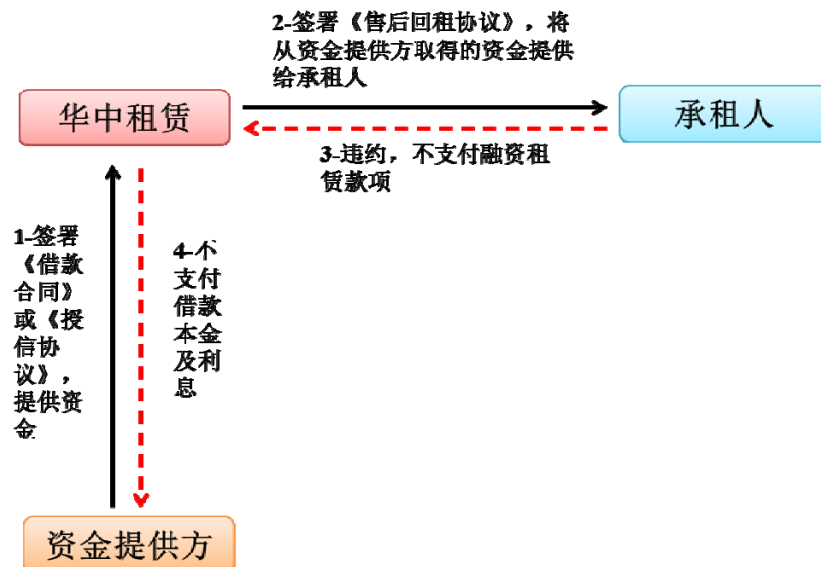 2-签署《售后回租协议》，将
从资金提供方取得的资金提供
给承租人
华中租赁
承租人
3-违约，不支付融资租
赁款项
1-签署
《借款
合同》
或《授
信协
议》，
提供资
金
4-不
支付
借款
本金
及利
息
资金提供方